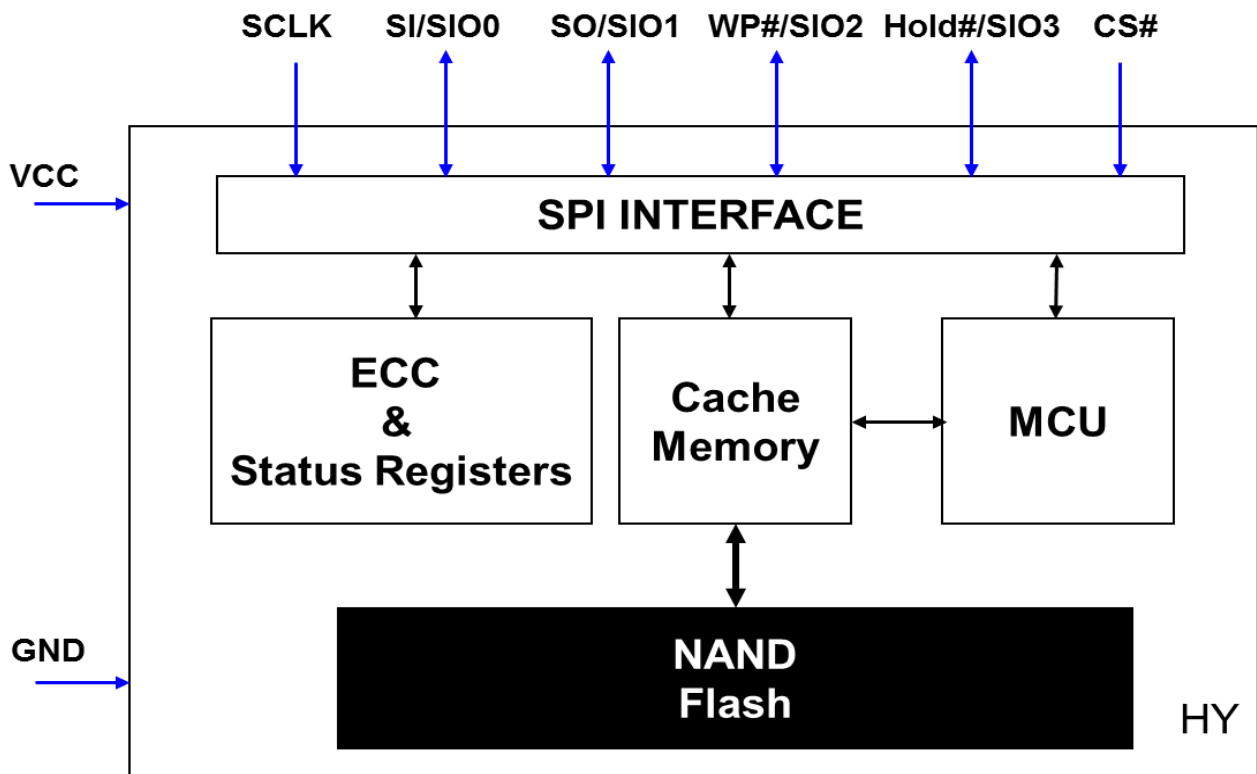 SCLK SI/SIO0 SO/SIO1 WP#/SIO2 Hold#/SIO3 CS#
VCC
SPI INTERFACE
ECC
&
Status Registers
Cache
Memory
MCU
GND
NAND
Flash
HY